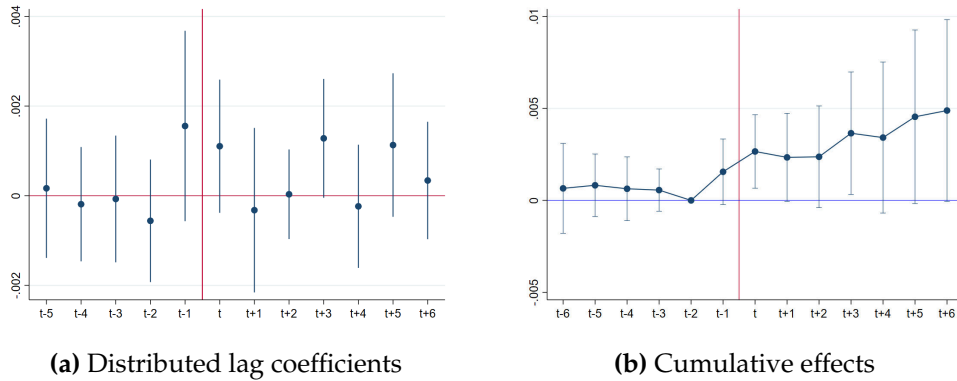 .004
.002
0
-.002
t-5 t-4 t-3 t-2 t-1 t t+1 t+2 t+3 t+4 t+5 t+6
(a) Distributed lag coefficients
.01
.005
0
-.005
t-6 t-5 t-4 t-3 t-2 t-1 t t+1 t+2 t+3 t+4 t+5 t+6
(b) Cumulative effects